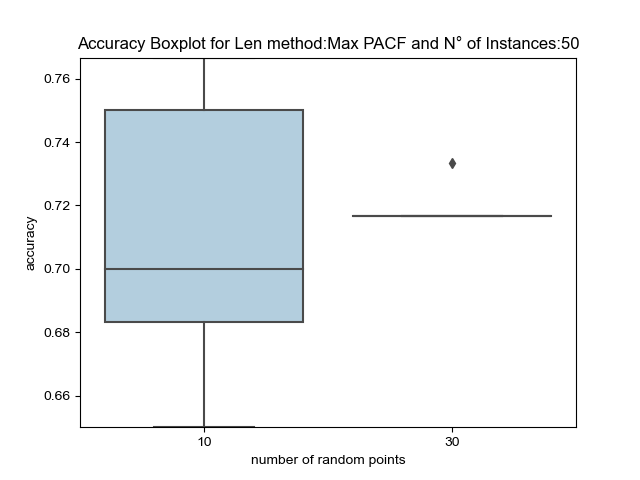 Accuracy Boxplot for Len method:Max PACF and N° of Instances:50
0.76
0.74
0.72
0.70
0.68
0.66
accuracy
10
30
number of random points